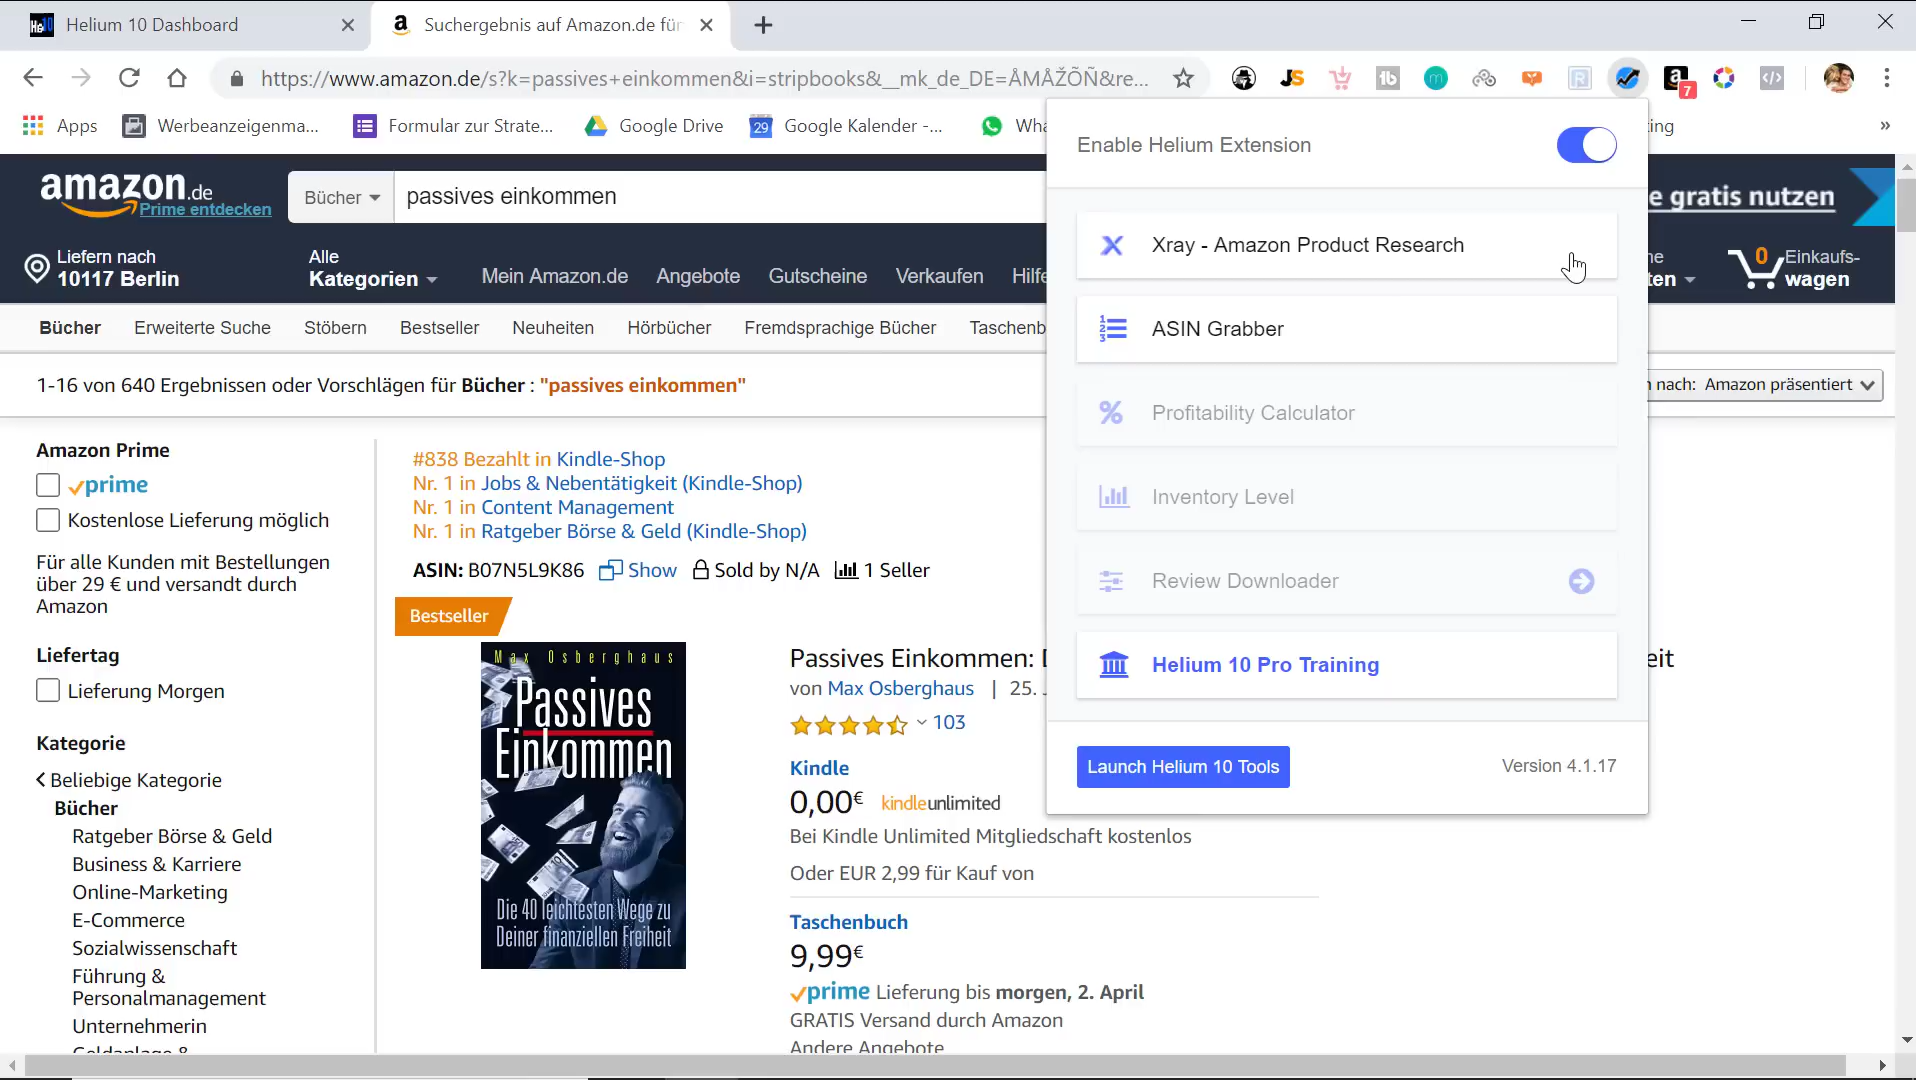 Helium 10 Dashboard
Suchergebnis auf Amazon.de für
https://www.amazon.de/s?k=passives+einkommen&i=stripbooks&__mk_de_DE=ÅMÅŽÕÑ&re...
JS
7
Apps
Werbeanzeigenma...
Formular zur Strate...
Google Drive
29
Google Kalender -...
Wh
ing
»
Enable Helium Extension
Xray - Amazon Product Research
ASIN Grabber
Profitability Calculator
Inventory Level
Review Downloader
Helium 10 Pro Training
Launch Helium 10 Tools
Version 4.1.17
amazon.de
Prime entdecken
Bücher
passives einkommen
e gratis nutzen
Liefern nach
10117 Berlin
Alle
Kategorien
Mein Amazon.de
Angebote
Gutscheine
Verkaufen
Hilfe
ne
ten
0
Einkaufs-
wagen
Bücher
Erweiterte Suche
Stöbern
Bestseller
Neuheiten
Hörbücher
Fremdsprachige Bücher
Taschenb
1-16 von 640 Ergebnissen oder Vorschlägen für Bücher : "passives einkommen"
nach: Amazon präsentiert
Amazon Prime
prime
Kostenlose Lieferung möglich
Für alle Kunden mit Bestellungen
über 29 € und versandt durch
Amazon
Liefertag
Lieferung Morgen
Kategorie
Beliebige Kategorie
Bücher
Ratgeber Börse & Geld
Business & Karriere
Online-Marketing
E-Commerce
Sozialwissenschaft
Führung &
Personalmanagement
Unternehmerin
Geldanlage &
#838 Bezahlt in Kindle-Shop
Nr. 1 in Jobs & Nebentätigkeit (Kindle-Shop)
Nr. 1 in Content Management
Nr. 1 in Ratgeber Börse & Geld (Kindle-Shop)
ASIN: B07N5L9K86 Show Sold by N/A 1 Seller
Bestseller
Max Osberghaus
Passives
Einkommen
Die 40 leichtesten Wege zu
Deiner finanziellen Freiheit
Passives Einkommen:
eit
von Max Osberghaus | 25.
103
Kindle
0,00€ kindleunlimited
Bei Kindle Unlimited Mitgliedschaft kostenlos
Oder EUR 2,99 für Kauf von
Taschenbuch
9,99€
prime Lieferung bis morgen, 2. April
GRATIS Versand durch Amazon
Andere Angebote